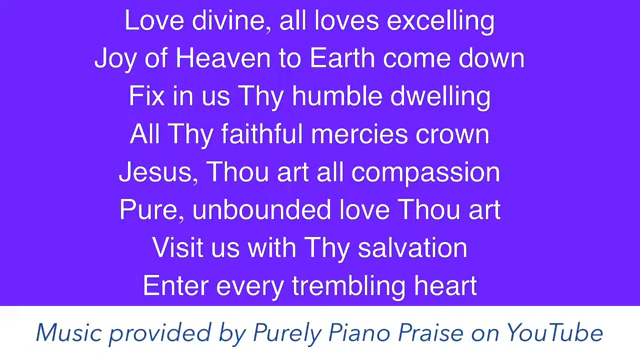 Love divine, all loves excelling
Joy of Heaven to Earth come down
Fix in us Thy humble dwelling
All Thy faithful mercies crown
Jesus, Thou art all compassion
Pure, unbounded love Thou art
Visit us with Thy salvation
Enter every trembling heart
Music provided by Purely Piano Praise on YouTube